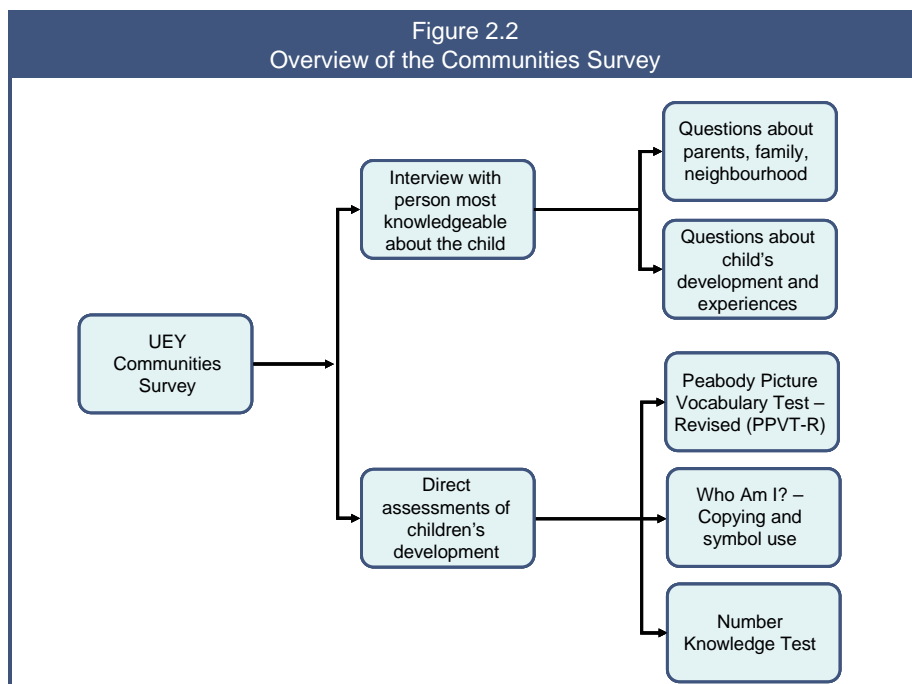 Figure 2.2
Overview of the Communities Survey
Questions about
parents, family,
neighbourhood
Interview with
person most
knowledgeable
about the child
Questions about
child’s
development and
experiences
UEY
Communities
Survey
Peabody Picture
Vocabulary Test –
Revised (PPVT-R)
Direct
assessments of
children’s
development
Who Am I? –
Copying and
symbol use
Number
Knowledge Test